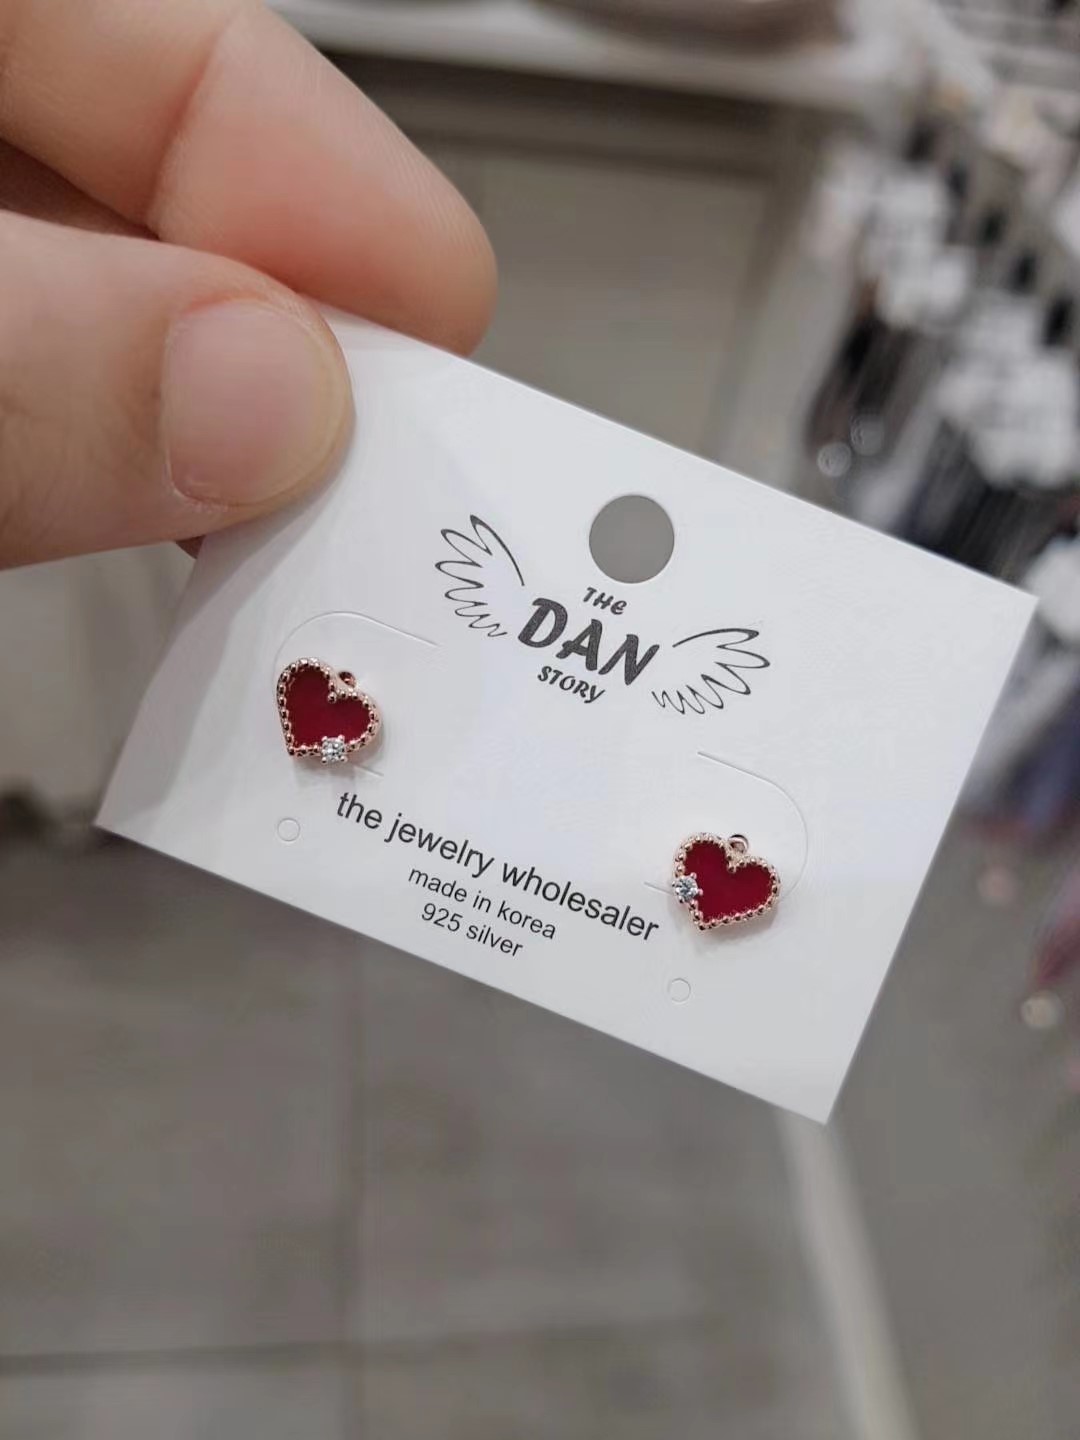 THE
DAN
STORY
the jewelry wholesaler
made in korea
925 silver